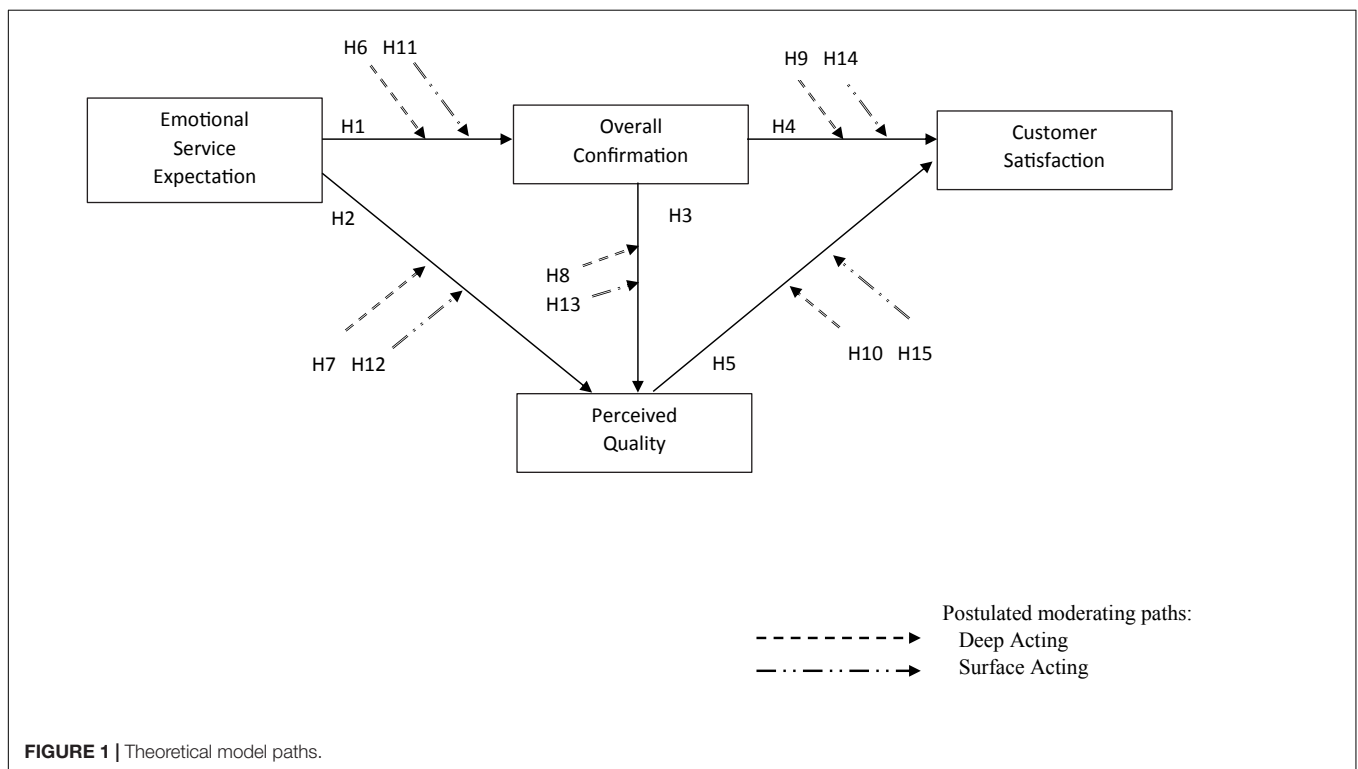 H6 H11
H9 H14
Emotional
Service
Expectation
H1
Overall
Confirmation
H4
Customer
Satisfaction
H2
H3
H8
H13
H7 H12
H10 H15
H5
Perceived
Quality
Postulated moderating paths:
Deep Acting
Surface Acting
FIGURE 1 | Theoretical model paths.